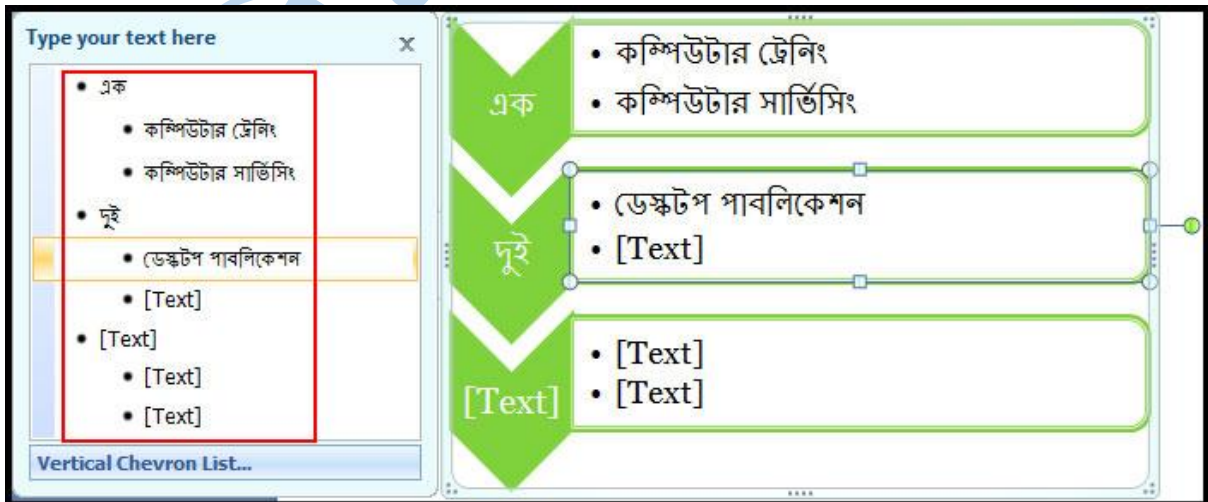 Type your text here x
• এক
• কম্পিউটার ট্রেনিং
• কম্পিউটার সার্ভিসিং
• দুই
• ডেস্কটপ পাবলিকেশন
• [Text]
• [Text]
• [Text]
• [Text]
Vertical Chevron List...
এক
• কম্পিউটার ট্রেনিং
• কম্পিউটার সার্ভিসিং
দুই
• ডেস্কটপ পাবলিকেশন
• [Text]
[Text]
• [Text]
• [Text]